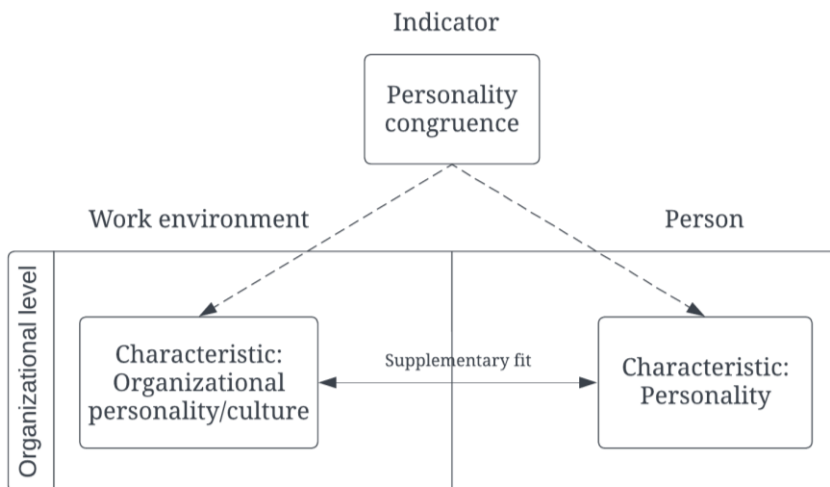 Indicator
Personality
congruence
Work environment
Person
Organizational level
Characteristic:
Organizational
personality/culture
Supplementary fit
Characteristic:
Personality